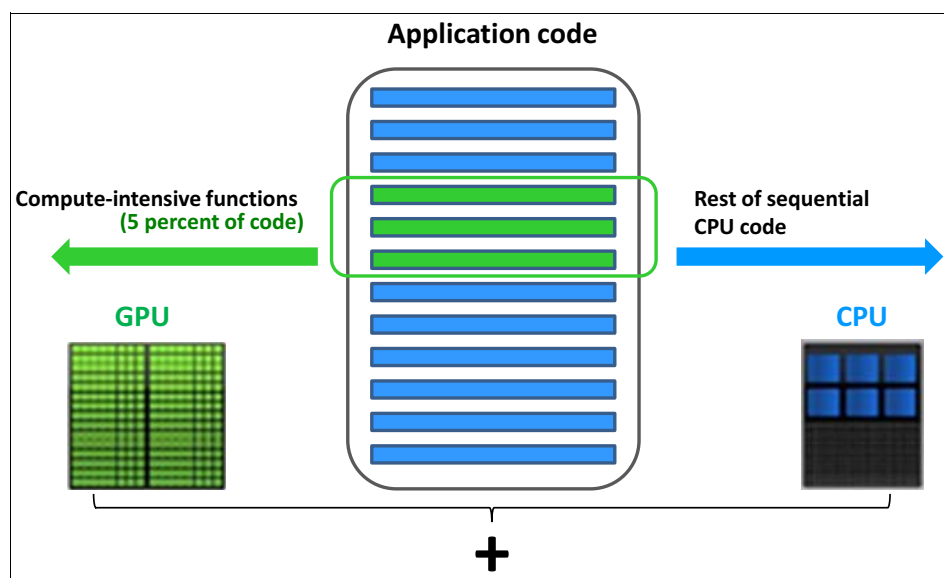 Application code
Compute-intensive functions
(5 percent of code)
Rest of sequential
CPU code
GPU
CPU
+